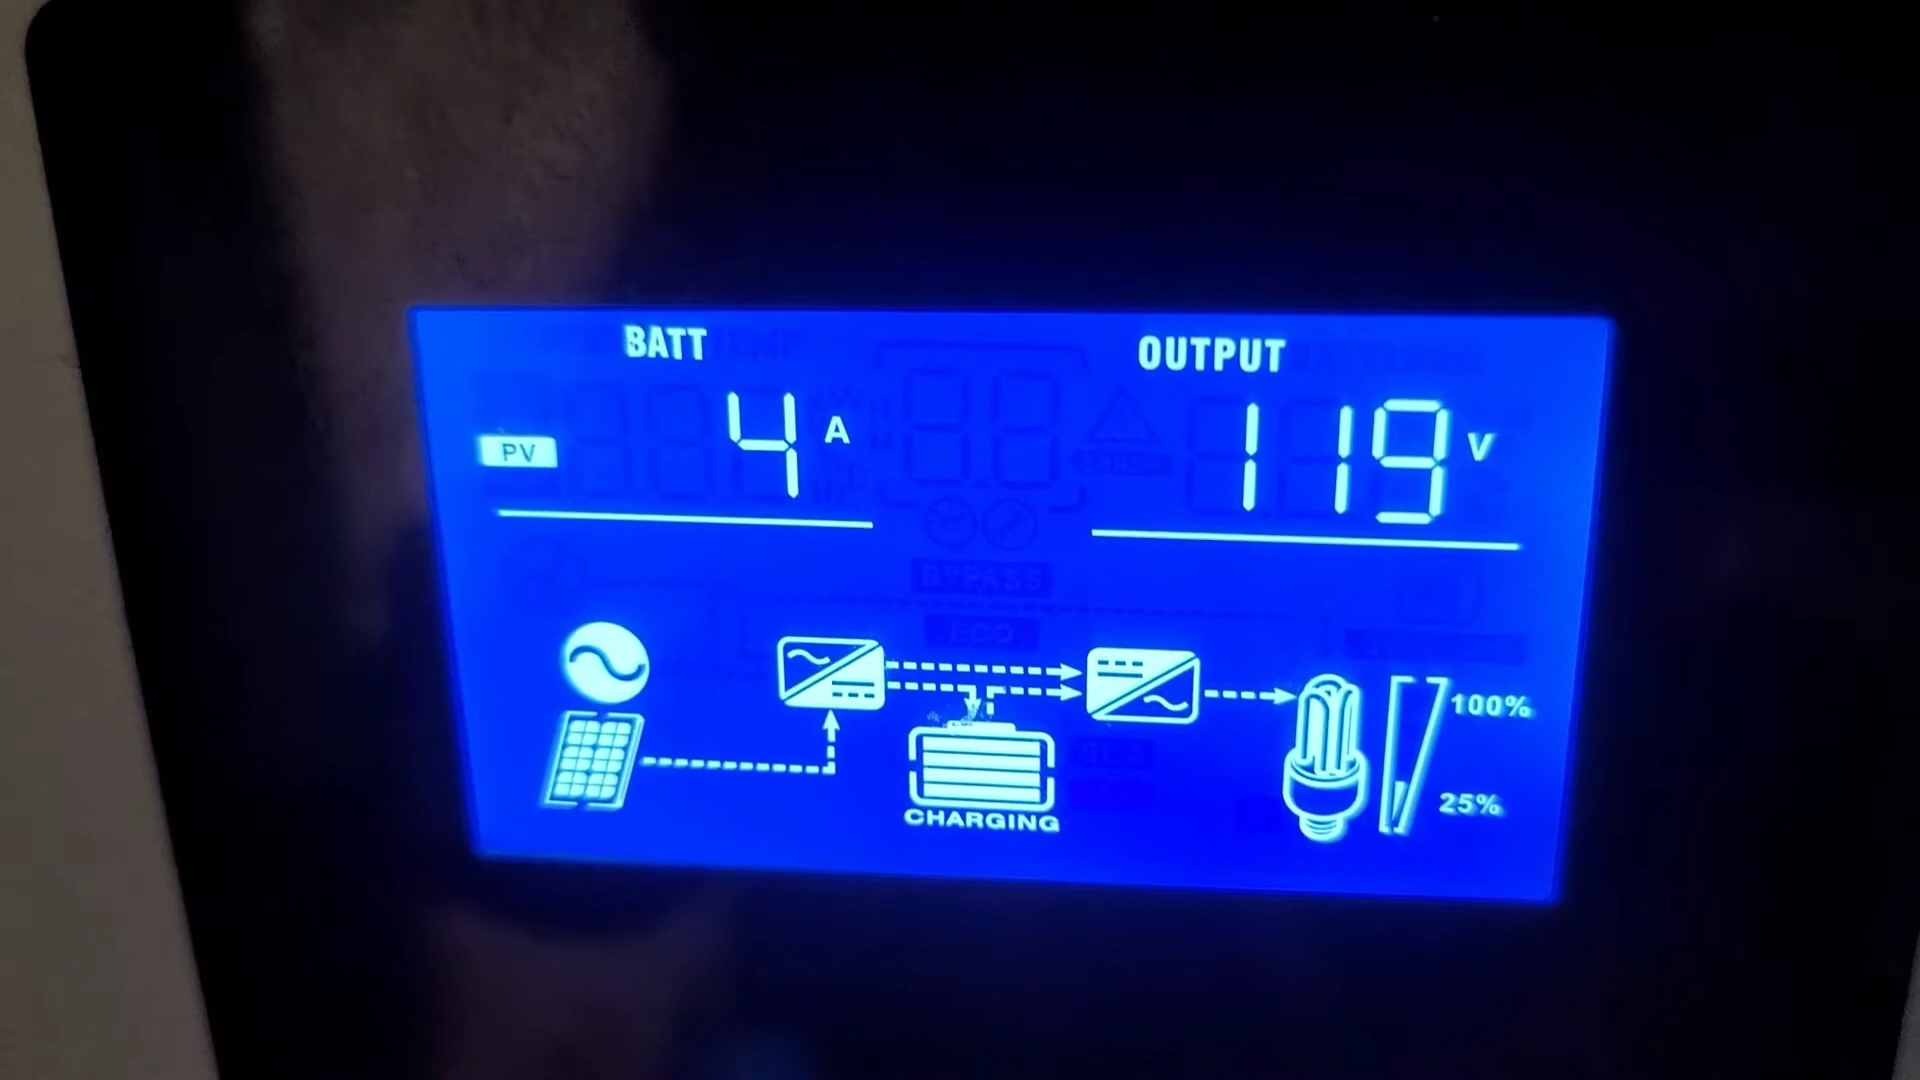 BATT OUTPUT
PV 4 A 119 V
BYPASS
ECO
100%
25%
CHARGING